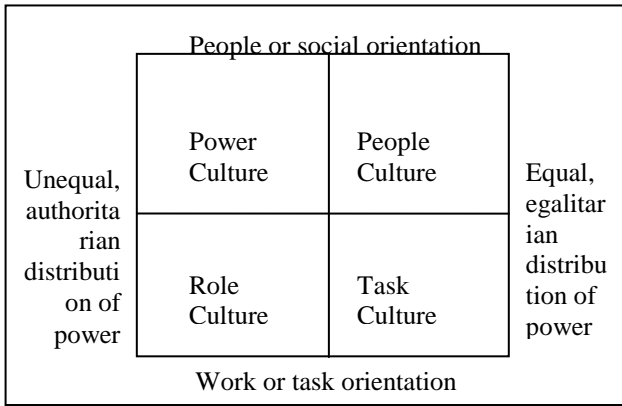 People or social orientation
Power
Culture
People
Culture
Unequal,
authorita
rian
distributi
on of
power
Equal,
egalitar
ian
distribu
tion of
power
Role
Culture
Task
Culture
Work or task orientation